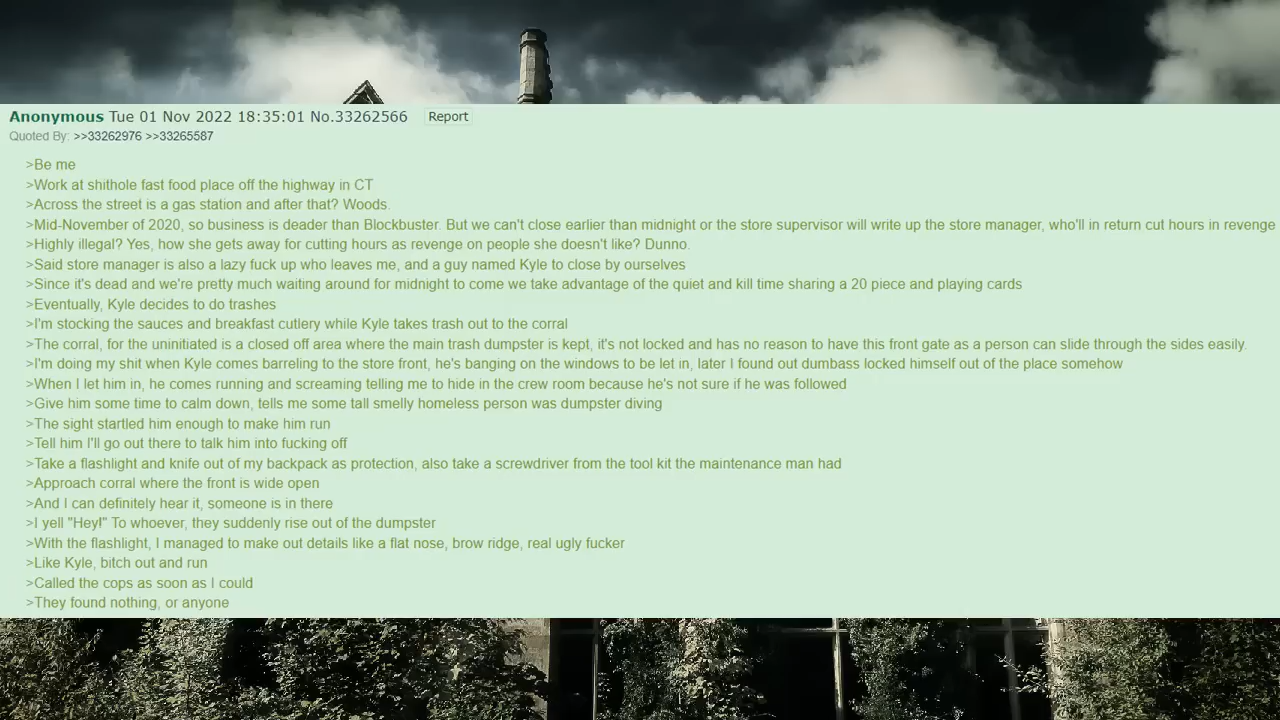 Anonymous Tue 01 Nov 2022 18:35:01 No.33262566 Report
Quoted By: >>33262976 >>33265587
>Be me
>Work at shithole fast food place off the highway in CT
>Across the street is a gas station and after that? Woods.
>Mid-November of 2020, so business is deader than Blockbuster. But we can't close earlier than midnight or the store supervisor will write up the store manager, who'll in return cut hours in revenge
>Highly illegal? Yes, how she gets away for cutting hours as revenge on people she doesn't like? Dunno.
>Said store manager is also a lazy fuck up who leaves me, and a guy named Kyle to close by ourselves
>Since it's dead and we're pretty much waiting around for midnight to come we take advantage of the quiet and kill time sharing a 20 piece and playing cards
>Eventually, Kyle decides to do trashes
>I'm stocking the sauces and breakfast cutlery while Kyle takes trash out to the corral
>The corral, for the uninitiated is a closed off area where the main trash dumpster is kept, it's not locked and has no reason to have this front gate as a person can slide through the sides easily.
>I'm doing my shit when Kyle comes barreling to the store front, he's banging on the windows to be let in, later I found out dumbass locked himself out of the place somehow
>When I let him in, he comes running and screaming telling me to hide in the crew room because he's not sure if he was followed
>Give him some time to calm down, tells me some tall smelly homeless person was dumpster diving
>The sight startled him enough to make him run
>Tell him I'll go out there to talk him into fucking off
>Take a flashlight and knife out of my backpack as protection, also take a screwdriver from the tool kit the maintenance man had
>Approach corral where the front is wide open
>And I can definitely hear it, someone is in there
>I yell "Hey!" To whoever, they suddenly rise out of the dumpster
>With the flashlight, I managed to make out details like a flat nose, brow ridge, real ugly fucker
>Like Kyle, bitch out and run
>Called the cops as soon as I could
>They found nothing, or anyone